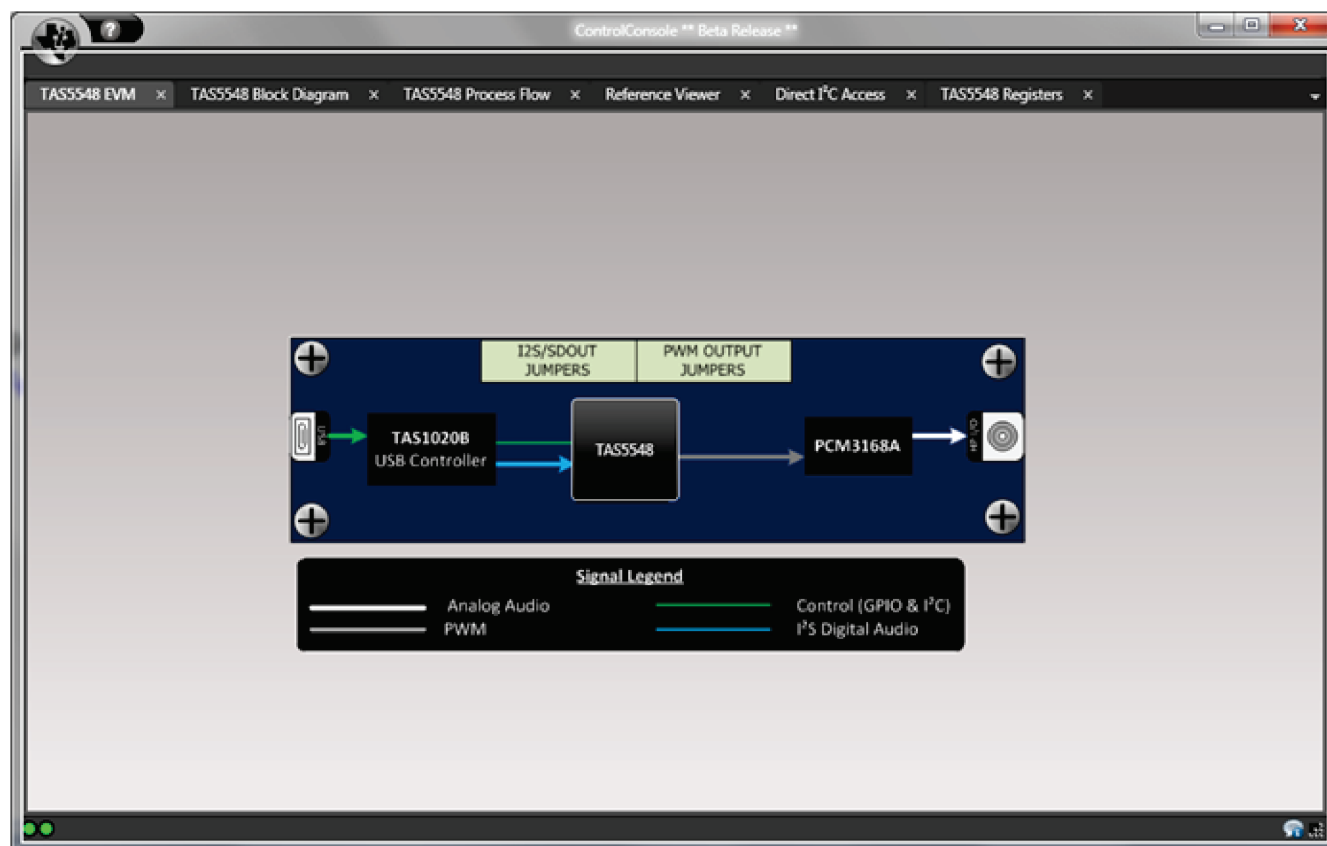 ?
ControlConsole ** Beta Release **
TAS5548 EVM × TAS5548 Block Diagram × TAS5548 Process Flow × Reference Viewer × Direct I²C Access × TAS5548 Registers ×
I2S/SDOUT
JUMPERS
PWM OUTPUT
JUMPERS
USB
TAS1020B
USB Controller
TAS5548
PCM3168A
HP I/O
Signal Legend
Analog Audio
Control (GPIO & I²C)
PWM
I²S Digital Audio